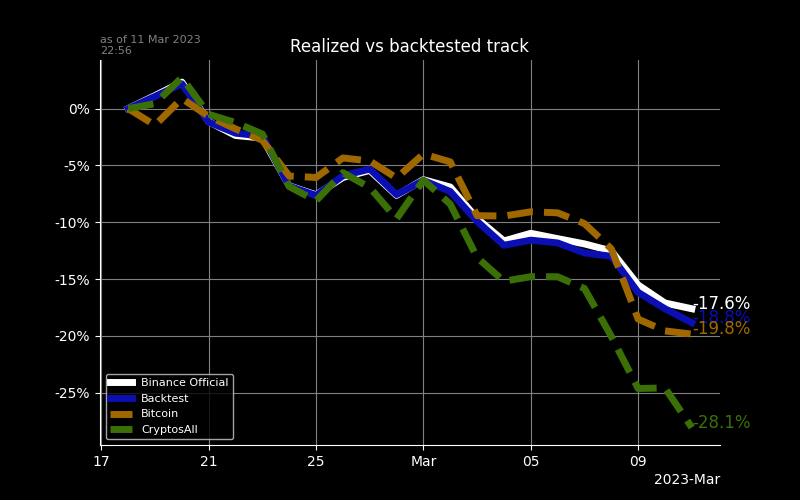 as of 11 Mar 2023
22:56
Realized vs backtested track
0%
-5%
-10%
-15%
-20%
-25%
-17.6%
-18.8%
-19.8%
-28.1%
Binance Official
Backtest
Bitcoin
CryptosAll
17 21 25 Mar 05 09
2023-Mar